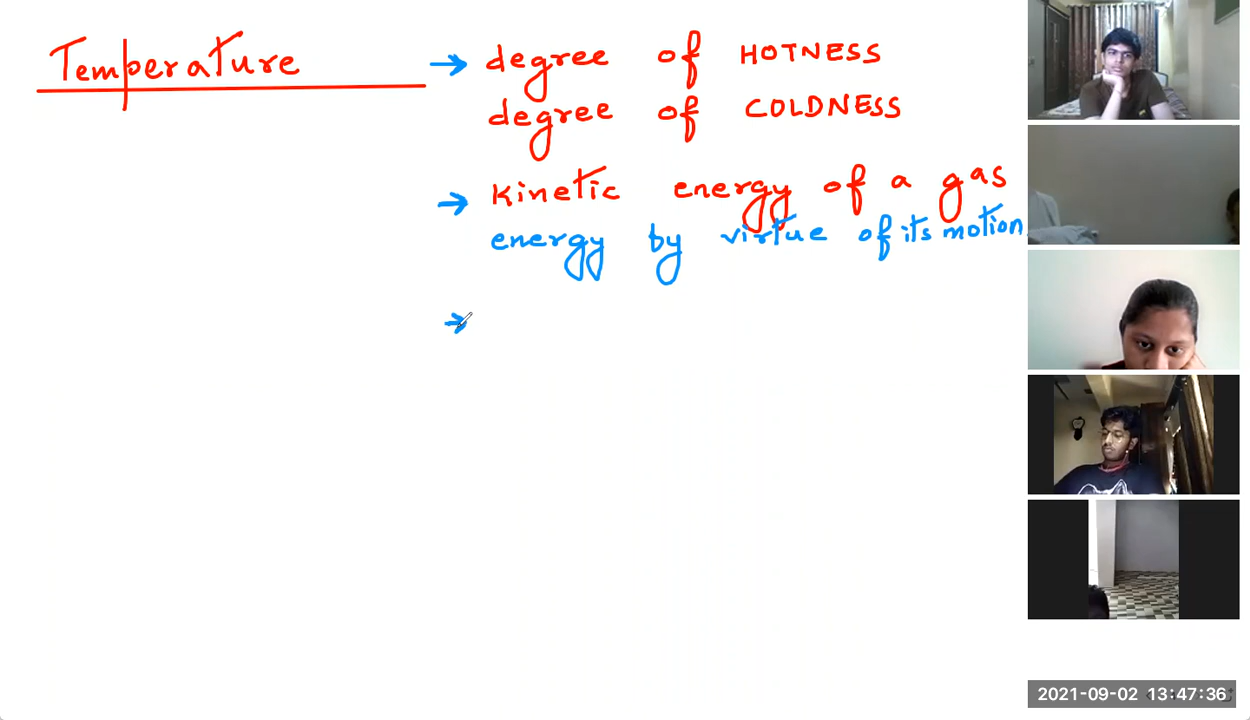 Temperature → degree of HOTNESS
degree of COLDNESS
→ Kinetic energy of a gas
energy by virtue of its motion
→
2021-09-02 13:47:36